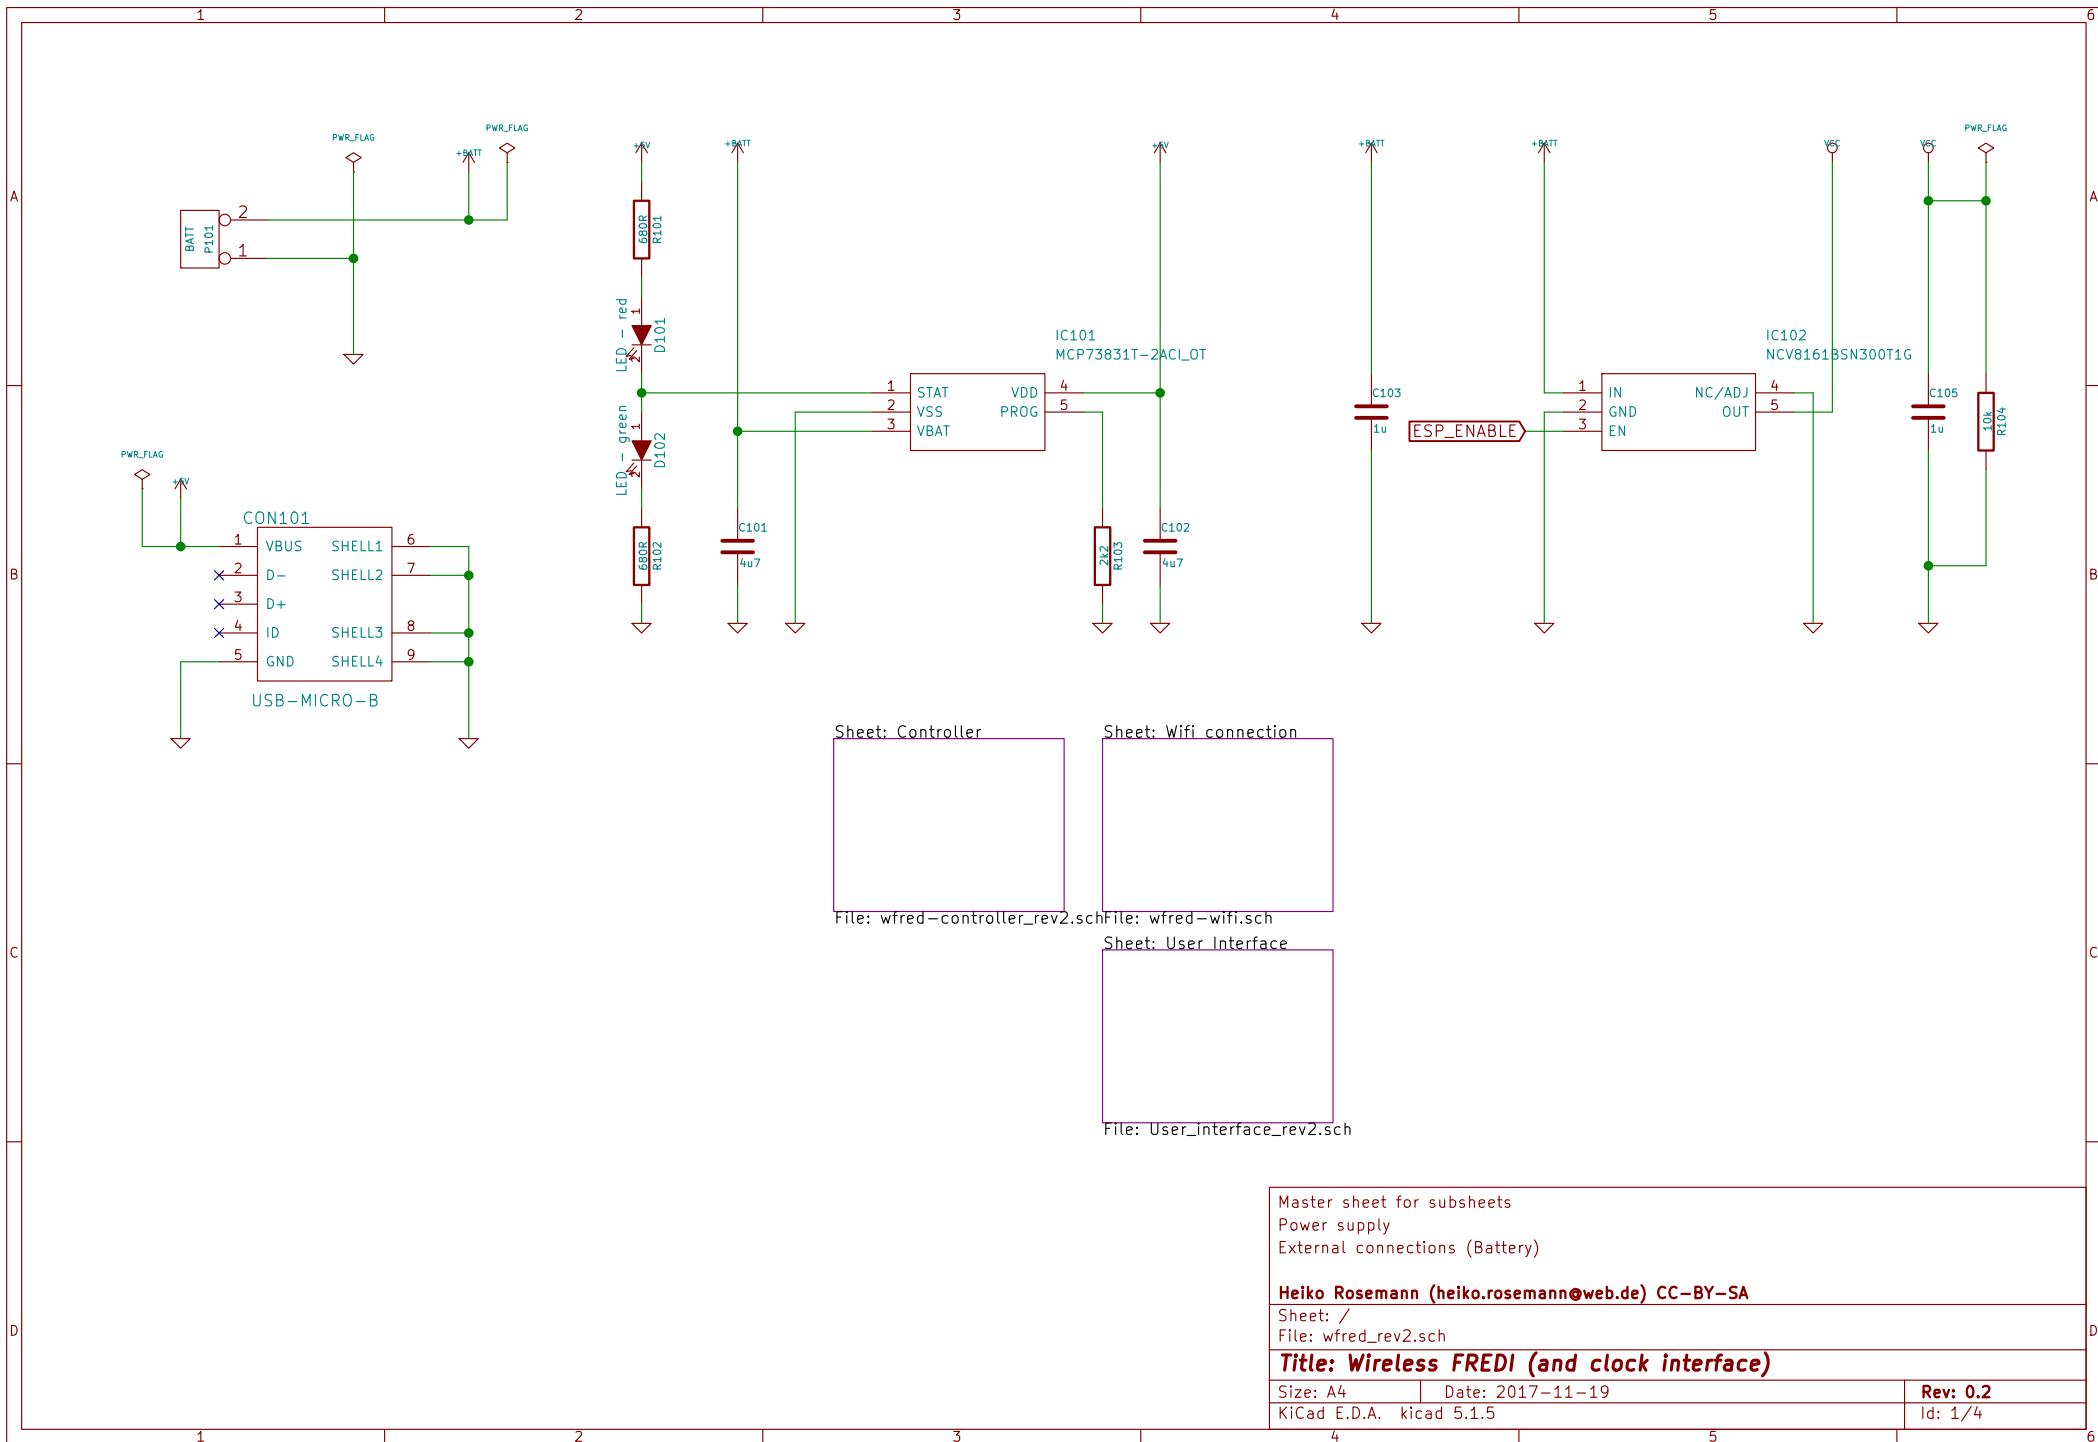 1 2 3 4 5 6
A
B
C
D
A
B
C
D
PWR_FLAG
+BATT
PWR_FLAG
BATT
P101
2
1
PWR_FLAG
+5V
CON101
1 VBUS SHELL1 6
2 D- SHELL2 7
3 D+
4 ID SHELL3 8
5 GND SHELL4 9
USB-MICRO-B
+5V
680R
R101
LED - red
D101
1
2
LED - green
D102
1
2
680R
R102
+BATT
C101
4u7
IC101
MCP73831T-2ACI_OT
1 STAT VDD 4
2 VSS PROG 5
3 VBAT
2k2
R103
+5V
C102
4u7
+BATT
C103
1u
+BATT
ESP_ENABLE
IC102
NCV8161BSN300T1G
1 IN NC/ADJ 4
2 GND OUT 5
3 EN
VCC
VCC
PWR_FLAG
C105
1u
10k
R104
Sheet: Controller
File: wfred-controller_rev2.sch
Sheet: Wifi connection
File: wfred-wifi.sch
Sheet: User Interface
File: User_interface_rev2.sch
Master sheet for subsheets
Power supply
External connections (Battery)
Heiko Rosemann (heiko.rosemann@web.de) CC-BY-SA
Sheet: /
File: wfred_rev2.sch
Title: Wireless FREDI (and clock interface)
Size: A4 Date: 2017-11-19 Rev: 0.2
KiCad E.D.A. kicad 5.1.5 Id: 1/4
1 2 3 4 5 6